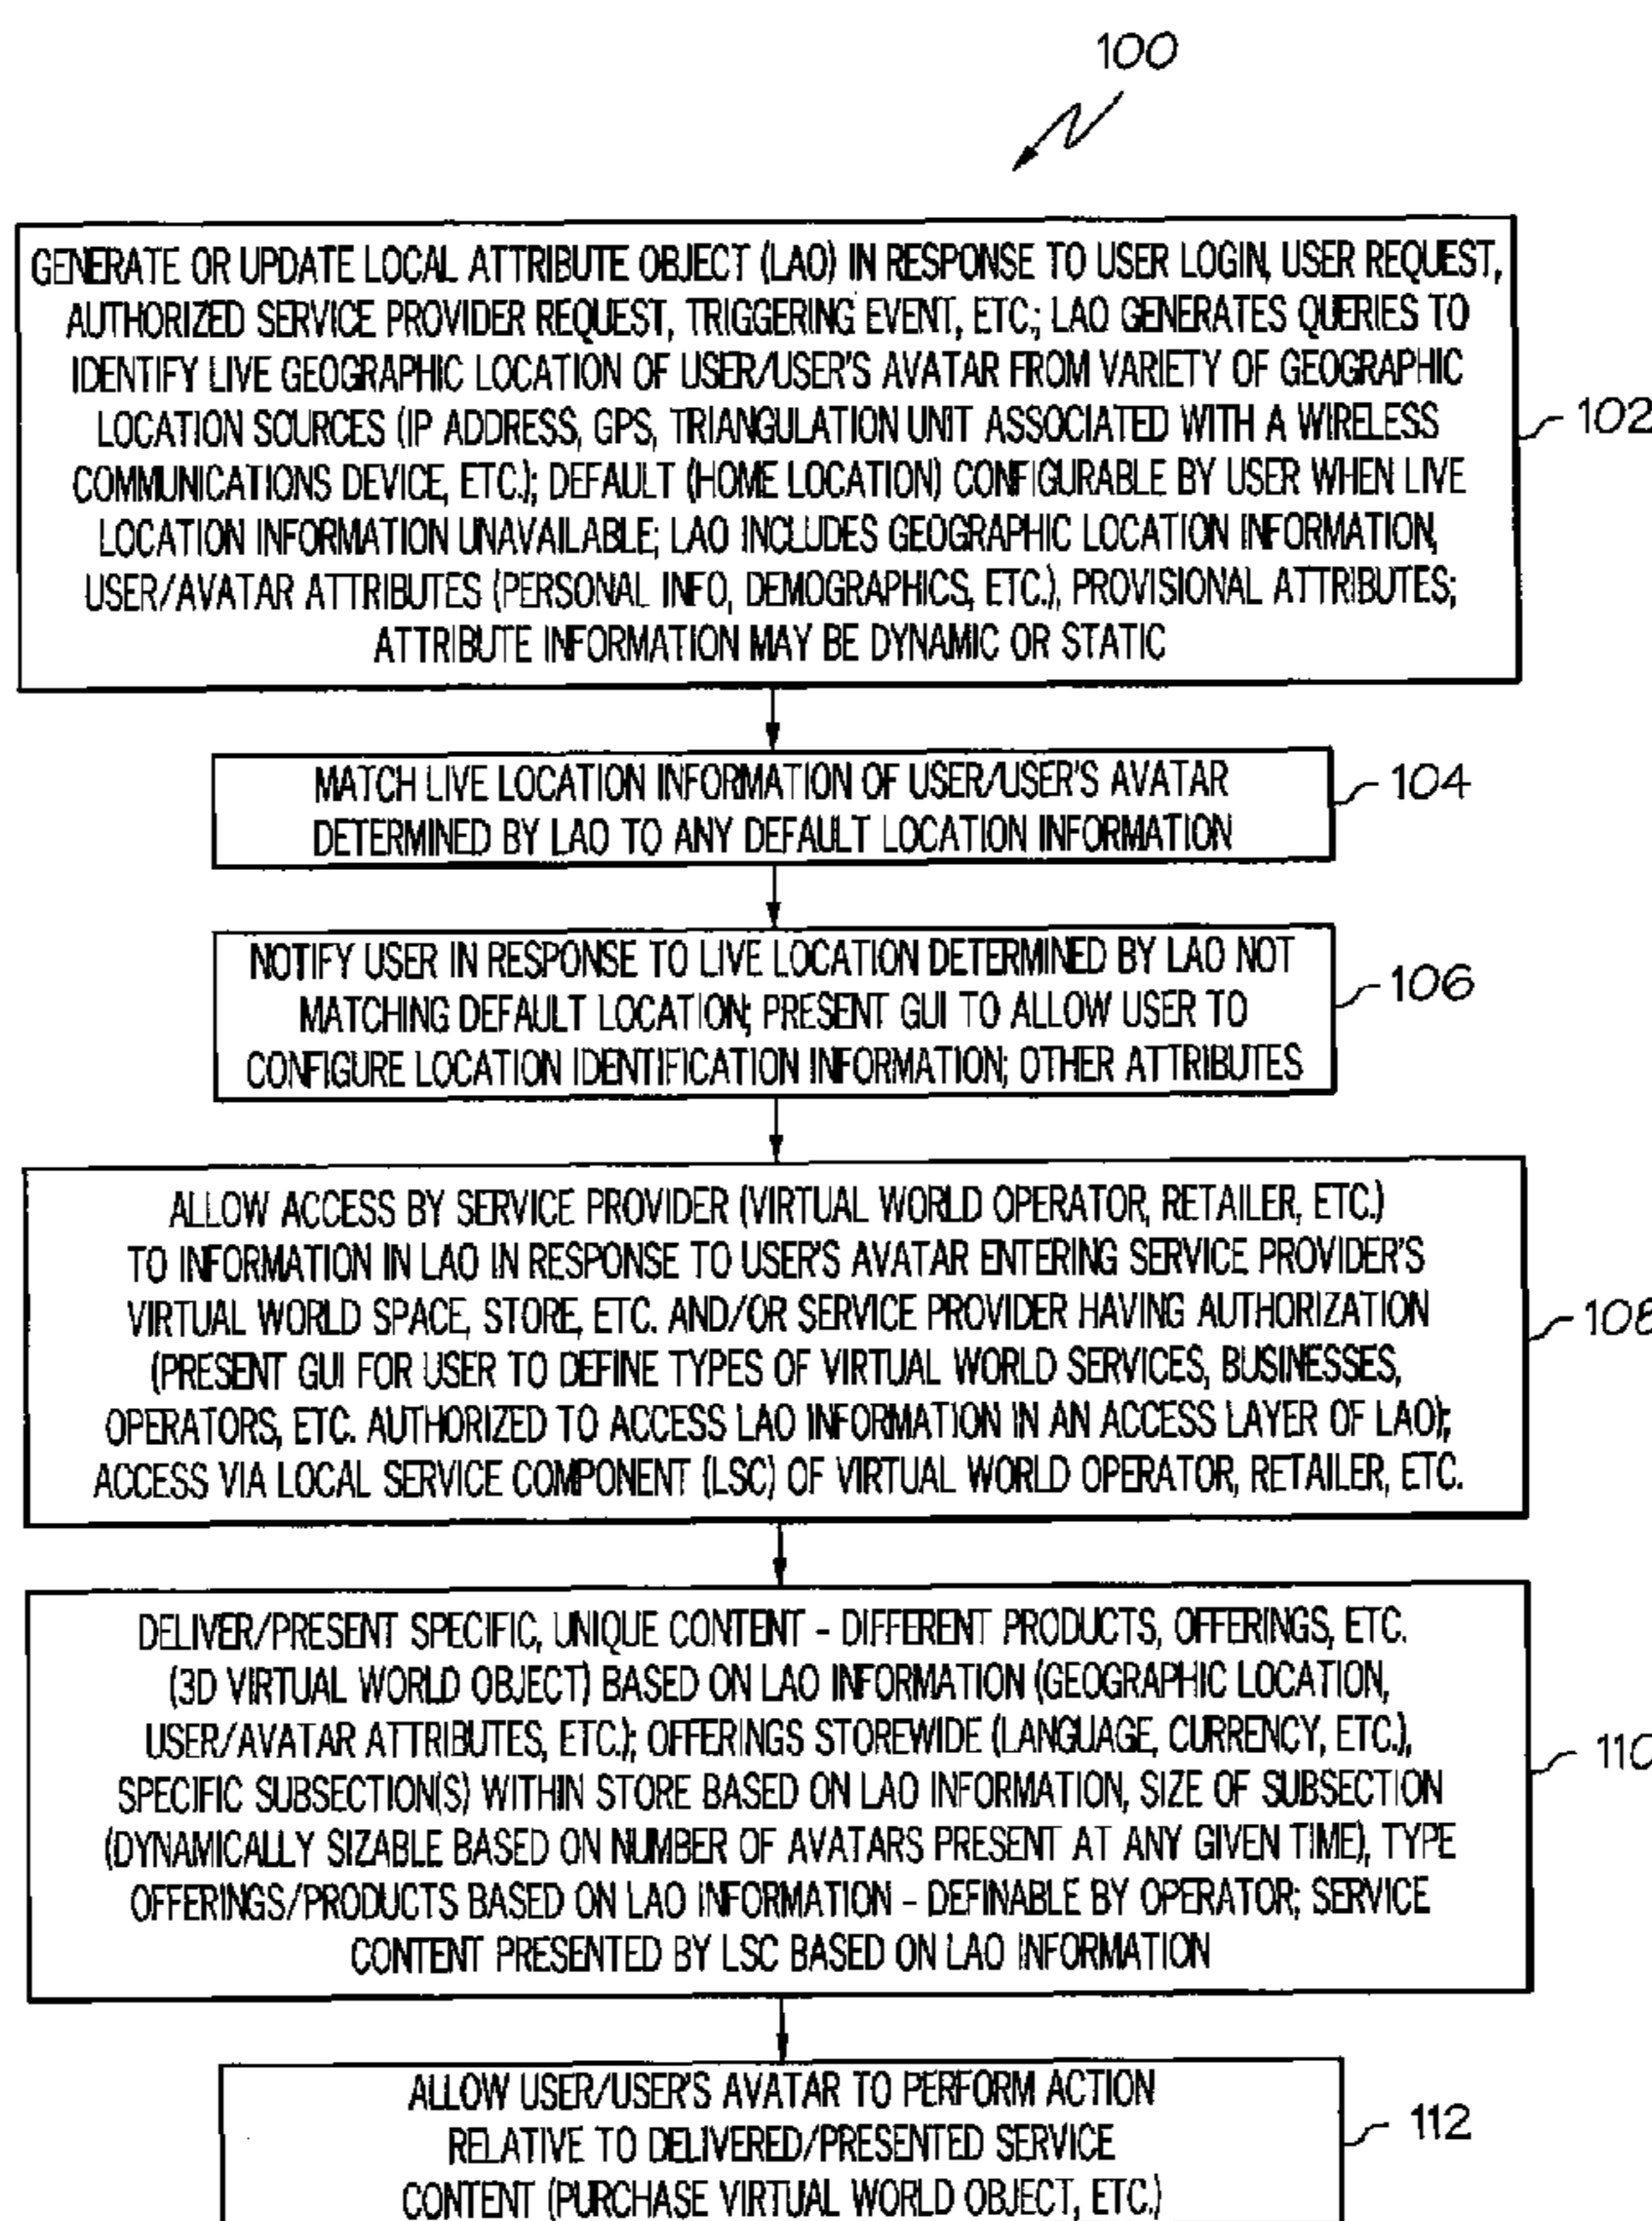 100
GENERATE OR UPDATE LOCAL ATTRIBUTE OBJECT (LAO) IN RESPONSE TO USER LOGIN, USER REQUEST,
AUTHORIZED SERVICE PROVIDER REQUEST, TRIGGERING EVENT, ETC.; LAO GENERATES QUERIES TO
IDENTIFY LIVE GEOGRAPHIC LOCATION OF USER/USER'S AVATAR FROM VARIETY OF GEOGRAPHIC
LOCATION SOURCES (IP ADDRESS, GPS, TRIANGULATION UNIT ASSOCIATED WITH A WIRELESS
COMMUNICATIONS DEVICE, ETC.); DEFAULT (HOME LOCATION) CONFIGURABLE BY USER WHEN LIVE
LOCATION INFORMATION UNAVAILABLE; LAO INCLUDES GEOGRAPHIC LOCATION INFORMATION,
USER/AVATAR ATTRIBUTES (PERSONAL INFO, DEMOGRAPHICS, ETC.), PROVISIONAL ATTRIBUTES;
ATTRIBUTE INFORMATION MAY BE DYNAMIC OR STATIC
102
MATCH LIVE LOCATION INFORMATION OF USER/USER'S AVATAR
DETERMINED BY LAO TO ANY DEFAULT LOCATION INFORMATION
104
NOTIFY USER IN RESPONSE TO LIVE LOCATION DETERMINED BY LAO NOT
MATCHING DEFAULT LOCATION; PRESENT GUI TO ALLOW USER TO
CONFIGURE LOCATION IDENTIFICATION INFORMATION; OTHER ATTRIBUTES
106
ALLOW ACCESS BY SERVICE PROVIDER (VIRTUAL WORLD OPERATOR, RETAILER, ETC.)
TO INFORMATION IN LAO IN RESPONSE TO USER'S AVATAR ENTERING SERVICE PROVIDER'S
VIRTUAL WORLD SPACE, STORE, ETC. AND/OR SERVICE PROVIDER HAVING AUTHORIZATION
(PRESENT GUI FOR USER TO DEFINE TYPES OF VIRTUAL WORLD SERVICES, BUSINESSES,
OPERATORS, ETC. AUTHORIZED TO ACCESS LAO INFORMATION IN AN ACCESS LAYER OF LAO);
ACCESS VIA LOCAL SERVICE COMPONENT (LSC) OF VIRTUAL WORLD OPERATOR, RETAILER, ETC.
108
DELIVER/PRESENT SPECIFIC, UNIQUE CONTENT - DIFFERENT PRODUCTS, OFFERINGS, ETC.
(3D VIRTUAL WORLD OBJECT) BASED ON LAO INFORMATION (GEOGRAPHIC LOCATION,
USER/AVATAR ATTRIBUTES, ETC.); OFFERINGS STOREWIDE (LANGUAGE, CURRENCY, ETC.),
SPECIFIC SUBSECTION(S) WITHIN STORE BASED ON LAO INFORMATION, SIZE OF SUBSECTION
(DYNAMICALLY SIZABLE BASED ON NUMBER OF AVATARS PRESENT AT ANY GIVEN TIME), TYPE
OFFERINGS/PRODUCTS BASED ON LAO INFORMATION - DEFINABLE BY OPERATOR; SERVICE
CONTENT PRESENTED BY LSC BASED ON LAO INFORMATION
110
ALLOW USER/USER'S AVATAR TO PERFORM ACTION
RELATIVE TO DELIVERED/PRESENTED SERVICE
CONTENT (PURCHASE VIRTUAL WORLD OBJECT, ETC.)
112